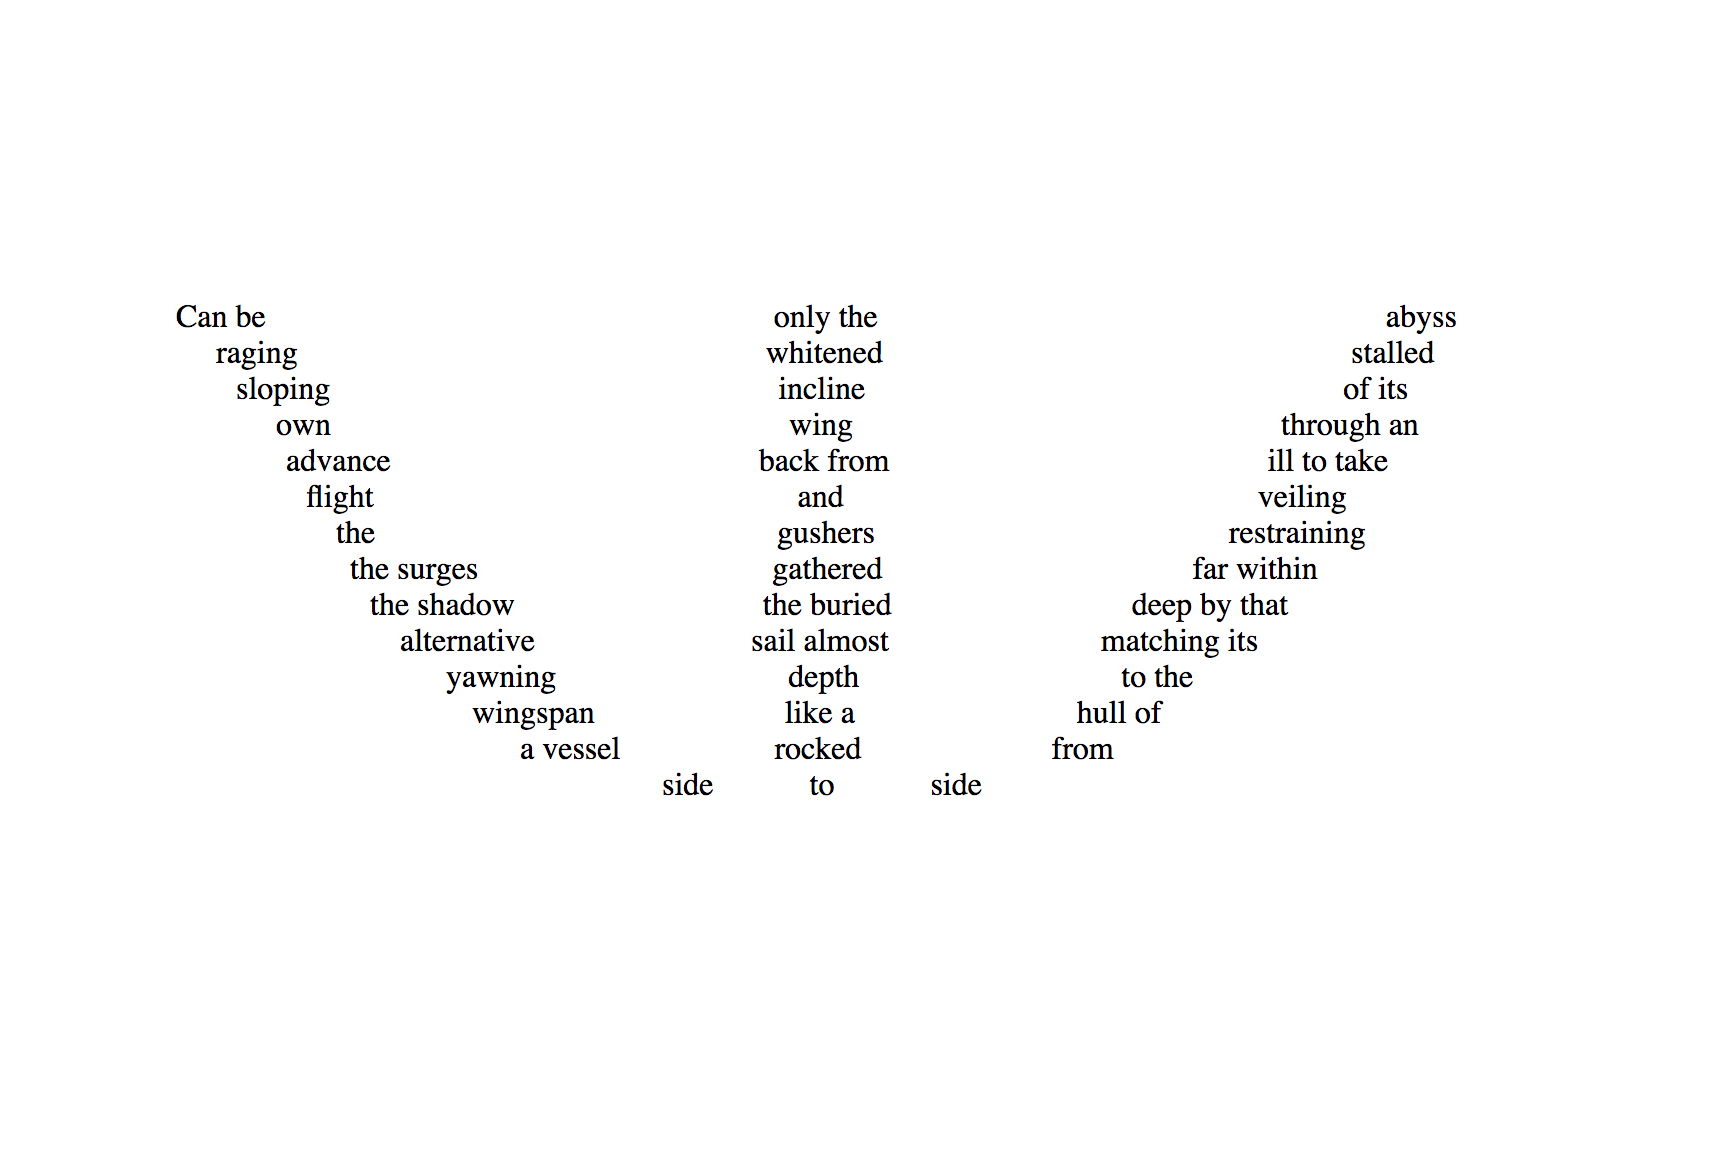 Can be only the abyss
raging whitened stalled
sloping incline of its
own wing through an
advance back from ill to take
flight and veiling
the gushers restraining
the surges gathered far within
the shadow the buried deep by that
alternative sail almost matching its
yawning depth to the
wingspan like a hull of
a vessel rocked from
side to side